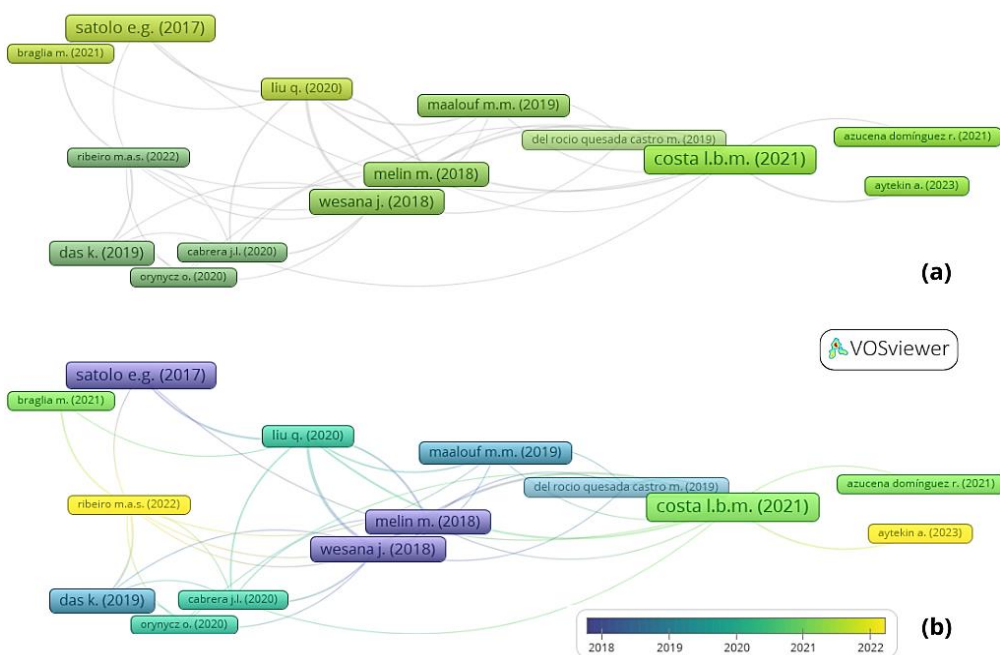 satolo e.g. (2017)
braglia m. (2021)
liu q. (2020)
maalouf m.m. (2019)
azucena domínguez r. (2021)
del rocio quesada castro m. (2019)
costa l.b.m. (2021)
ribeiro m.a.s. (2022)
melin m. (2018)
aytekin a. (2023)
wesana j. (2018)
das k. (2019)
cabrera j.l. (2020)
orynycz o. (2020)
(a)
VOSviewer
satolo e.g. (2017)
braglia m. (2021)
liu q. (2020)
maalouf m.m. (2019)
azucena domínguez r. (2021)
del rocio quesada castro m. (2019)
costa l.b.m. (2021)
ribeiro m.a.s. (2022)
melin m. (2018)
aytekin a. (2023)
wesana j. (2018)
das k. (2019)
cabrera j.l. (2020)
orynycz o. (2020)
(b)
2018 2019 2020 2021 2022